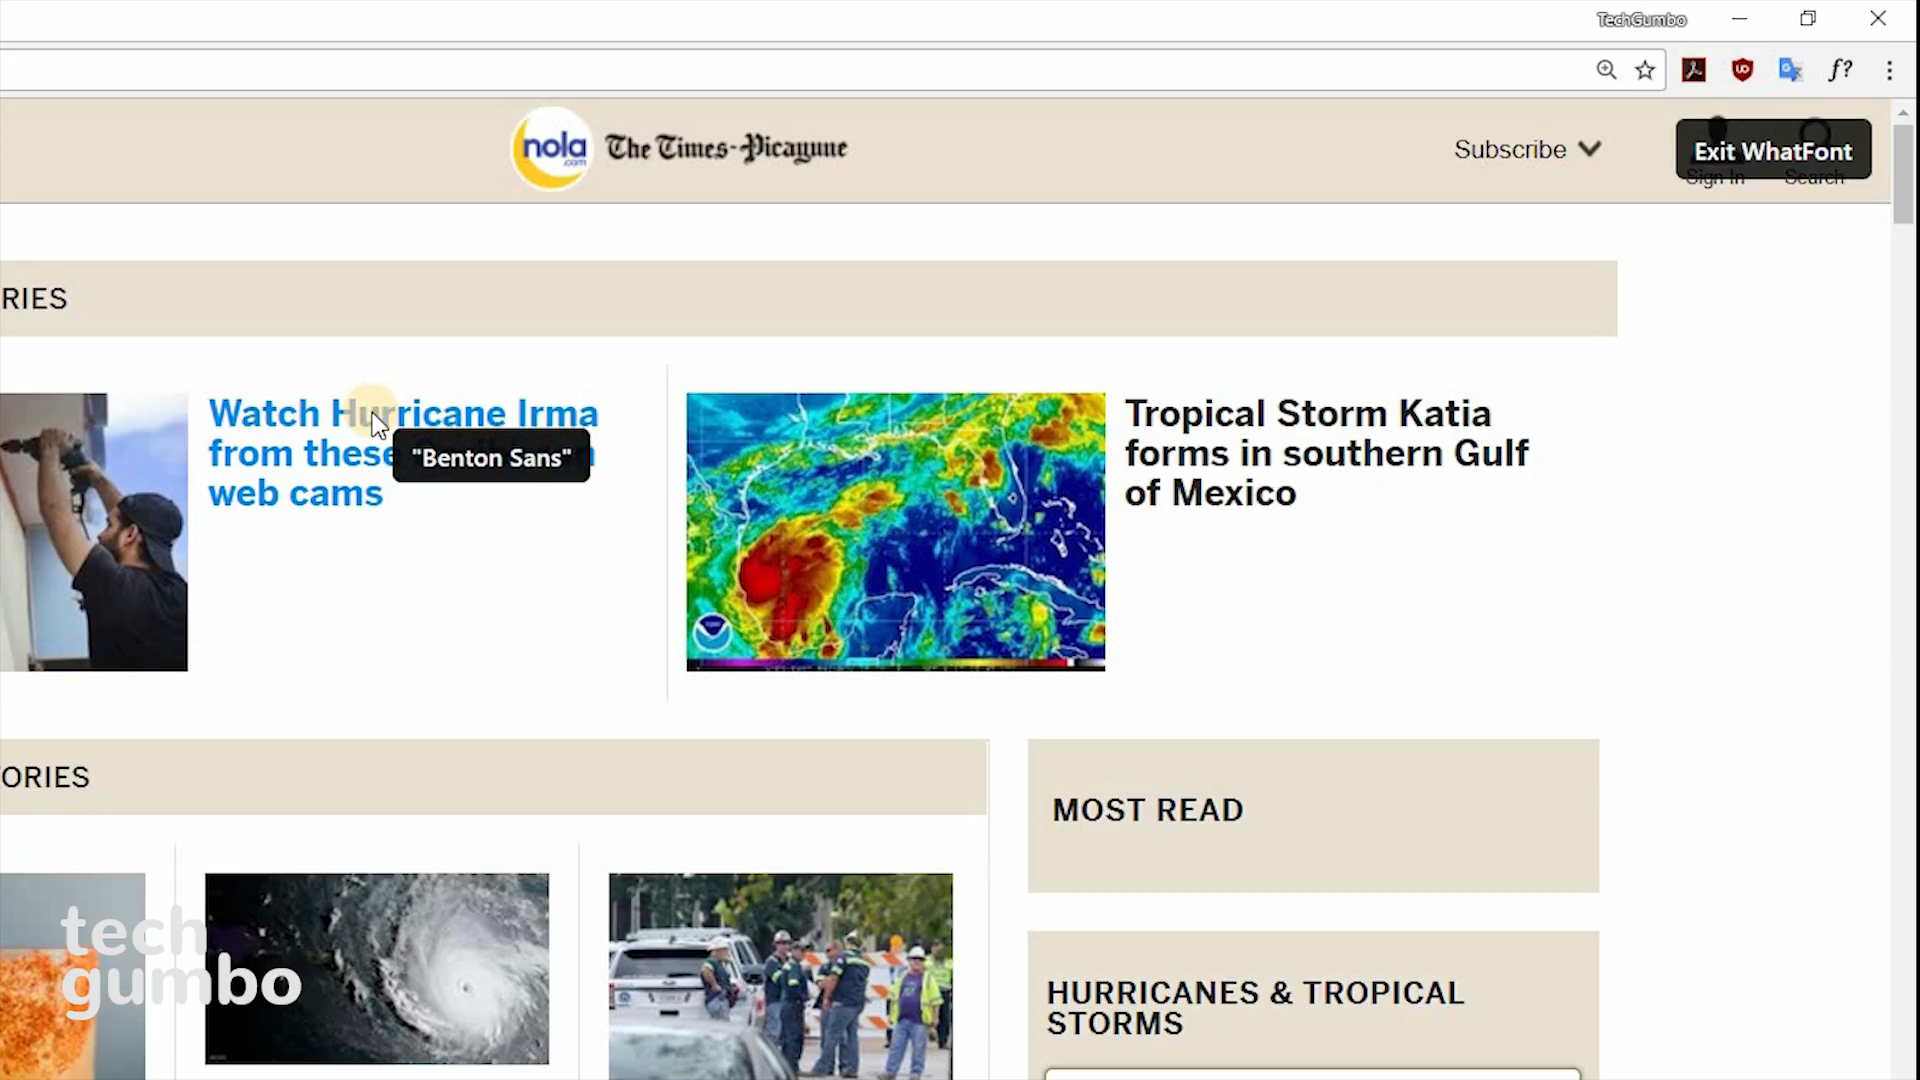 TechGumbo
f?
nola
.com
The Times-Picayune
Subscribe
Exit WhatFont
Sign In
Search
RIES
Watch Hurricane Irma
from these
web cams
"Benton Sans"
Tropical Storm Katia
forms in southern Gulf
of Mexico
ORIES
MOST READ
HURRICANES & TROPICAL
STORMS
tech
gumbo